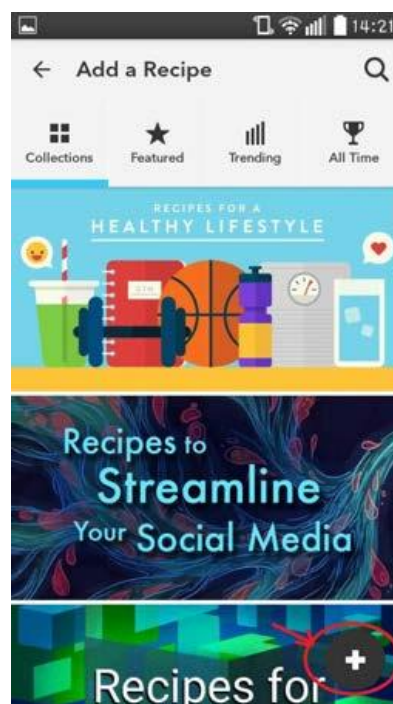 14:21
Add a Recipe
Collections
Featured
Trending
All Time
RECIPES FOR A
HEALTHY LIFESTYLE
GYM
Recipes to
Streamline
Your Social Media
Recipes for